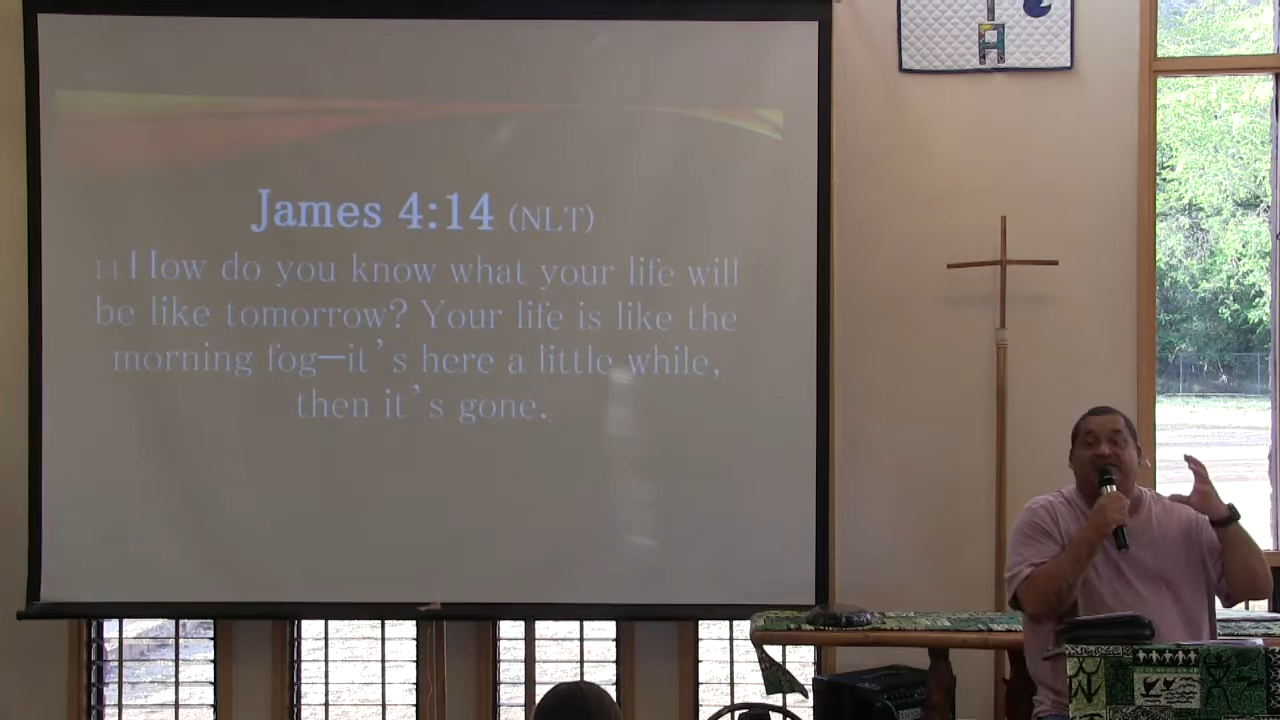 James 4:14 (NLT)
14 How do you know what your life will
be like tomorrow? Your life is like the
morning fog—it's here a little while,
then it's gone.